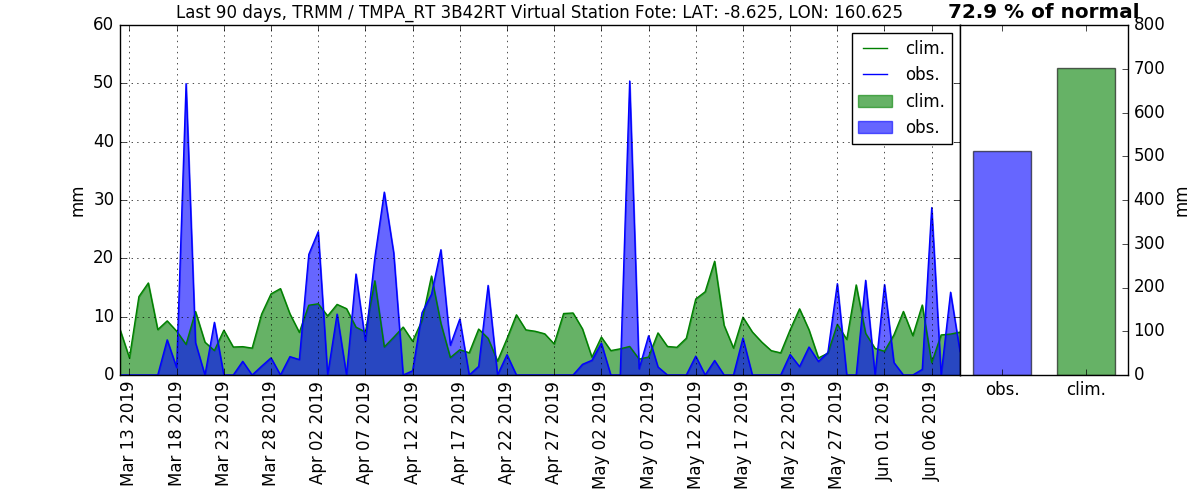 Last 90 days, TRMM / TMPA_RT 3B42RT Virtual Station Fote: LAT: -8.625, LON: 160.625
72.9 % of normal
60
50
40
30
20
10
0
mm
clim.
obs.
clim.
obs.
800
700
600
500
400
300
200
100
0
mm
obs.
clim.
Mar 13 2019
Mar 18 2019
Mar 23 2019
Mar 28 2019
Apr 02 2019
Apr 07 2019
Apr 12 2019
Apr 17 2019
Apr 22 2019
Apr 27 2019
May 02 2019
May 07 2019
May 12 2019
May 17 2019
May 22 2019
May 27 2019
Jun 01 2019
Jun 06 2019